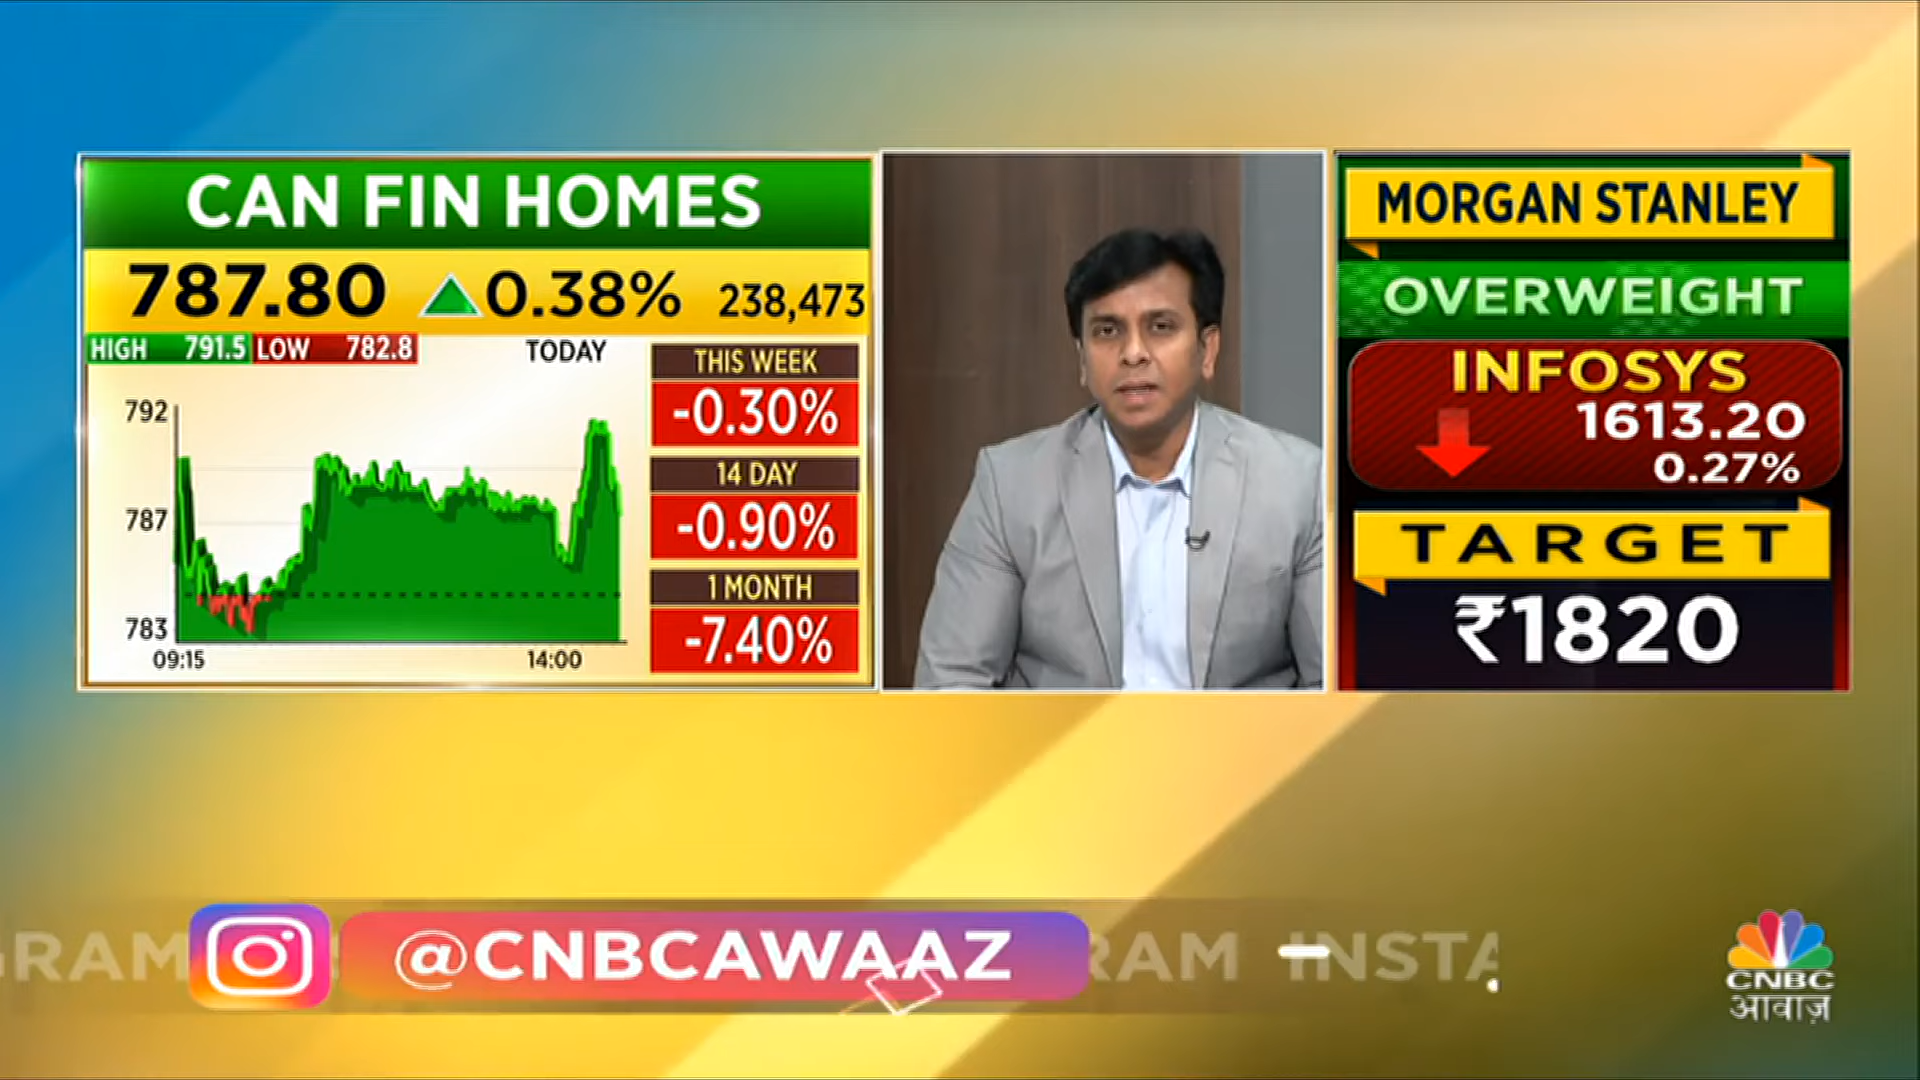 CAN FIN HOMES
787.80 0.38% 238,473
HIGH 791.5 LOW 782.8
TODAY
792
787
783
09:15
14:00
THIS WEEK
-0.30%
14 DAY
-0.90%
1 MONTH
-7.40%
MORGAN STANLEY
OVERWEIGHT
INFOSYS
1613.20
0.27%
TARGET
₹1820
GRAM @CNBCAWAAZ RAM INSTA
CNBC
आवाज़